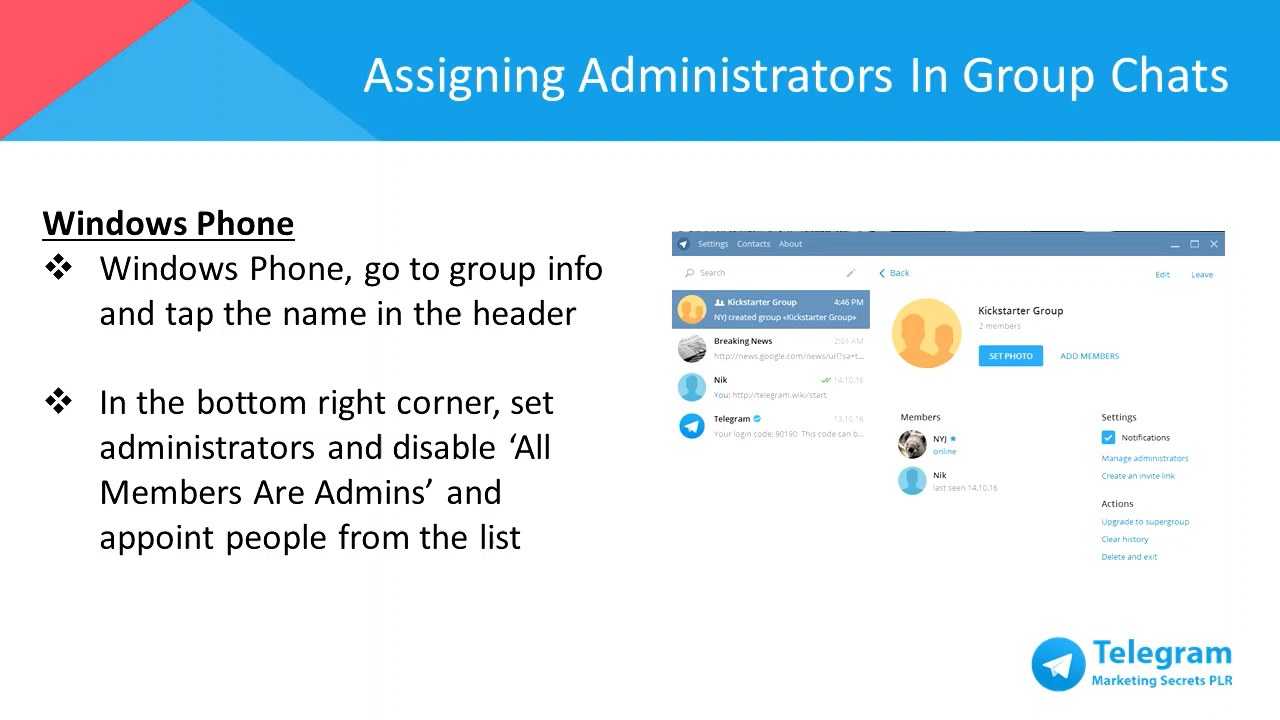 Assigning Administrators In Group Chats
Windows Phone
❖ Windows Phone, go to group info
and tap the name in the header
❖ In the bottom right corner, set
administrators and disable ‘All
Members Are Admins’ and
appoint people from the list
Settings Contacts About
Search
Kickstarter Group 4:46 PM
NYJ created group «Kickstarter Group»
Breaking News 2:01 AM
http://news.google.com/news/url?sa=t...
Nik 14.10.16
You: http://telegram.wiki/start
Telegram 13.10.16
Your login code: 90190 This code can b...
Back
Edit Leave
Kickstarter Group
2 members
SET PHOTO ADD MEMBERS
Members
NYJ
online
Nik
last seen 14.10.16
Settings
Notifications
Manage administrators
Create an invite link
Actions
Upgrade to supergroup
Clear history
Delete and exit
Telegram
Marketing Secrets PLR